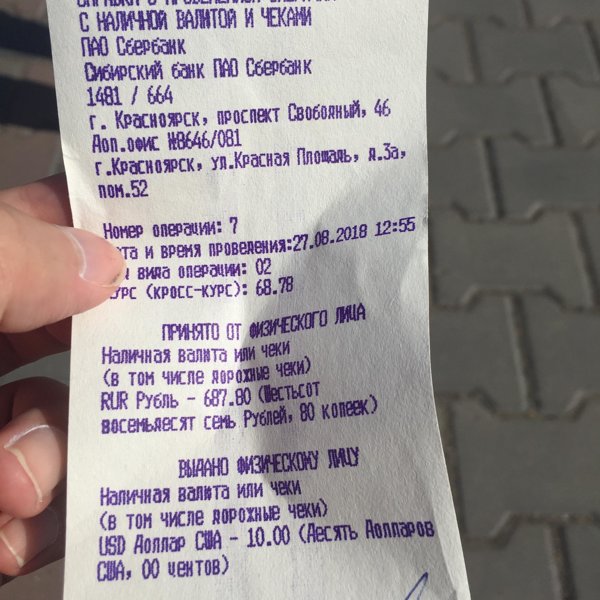 С НАЛИЧНОЙ ВАЛЮТОЙ И ЧЕКАМИ
ПАО Сбербанк
Сибирский банк ПАО Сбербанк
1481 / 664
г. Красноярск, проспект Свободный, 46
Доп.офис №8646/081
г.Красноярск, ул.Красная Площадь, д.3а,
пом.52
Номер операции: 7
и время проведения:27.08.2018 12:55
вида операции: 02
(кросс-курс): 68.78
ПРИНЯТО ОТ ФИЗИЧЕСКОГО ЛИЦА
Наличная валюта или чеки
(в том числе дорожные чеки)
RUR Рубль - 687.80 (Шестьсот
восемьдесят семь Рублей, 80 копеек)
ВЫДАНО ФИЗИЧЕСКОМУ ЛИЦУ
Наличная валюта или чеки
(в том числе дорожные чеки)
USD Доллар США - 10.00 (Десять Долларов
США, 00 центов)